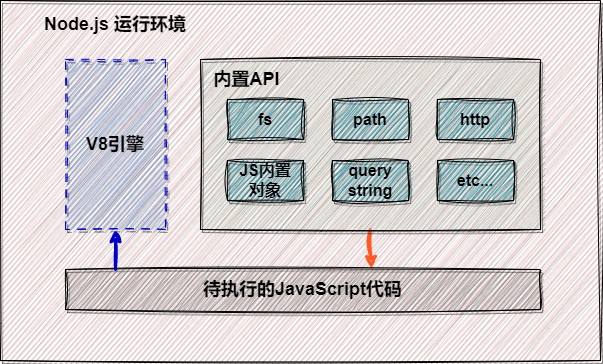 Node.js 运行环境
V8引擎
内置API
fs
path
http
JS内置
对象
query
string
etc...
待执行的JavaScript代码